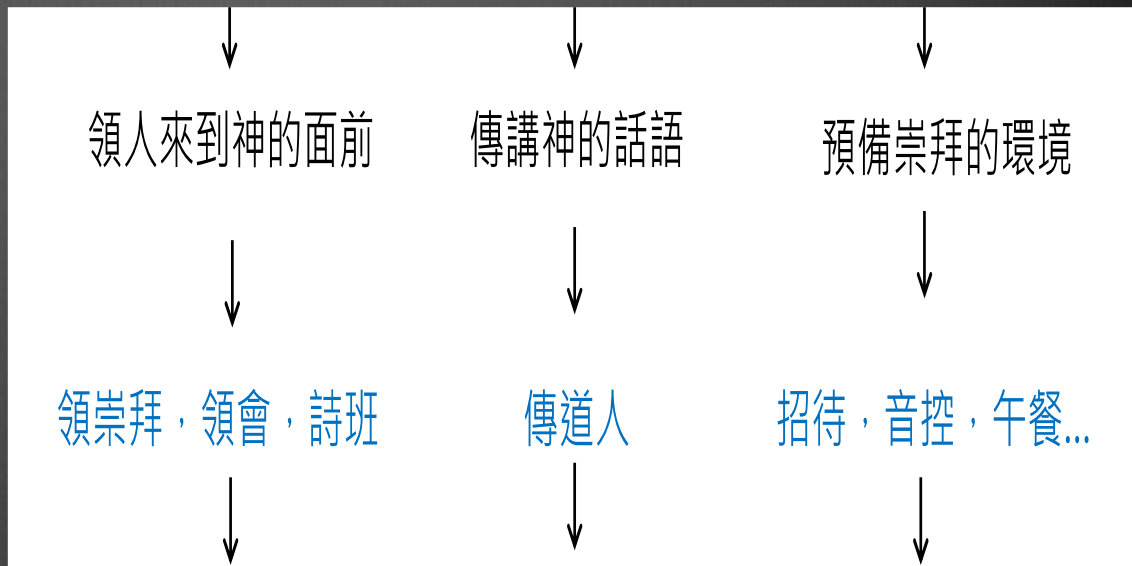 領人來到神的面前
傳講神的話語
預備崇拜的環境
領崇拜，領會，詩班
傳道人
招待，音控，午餐...